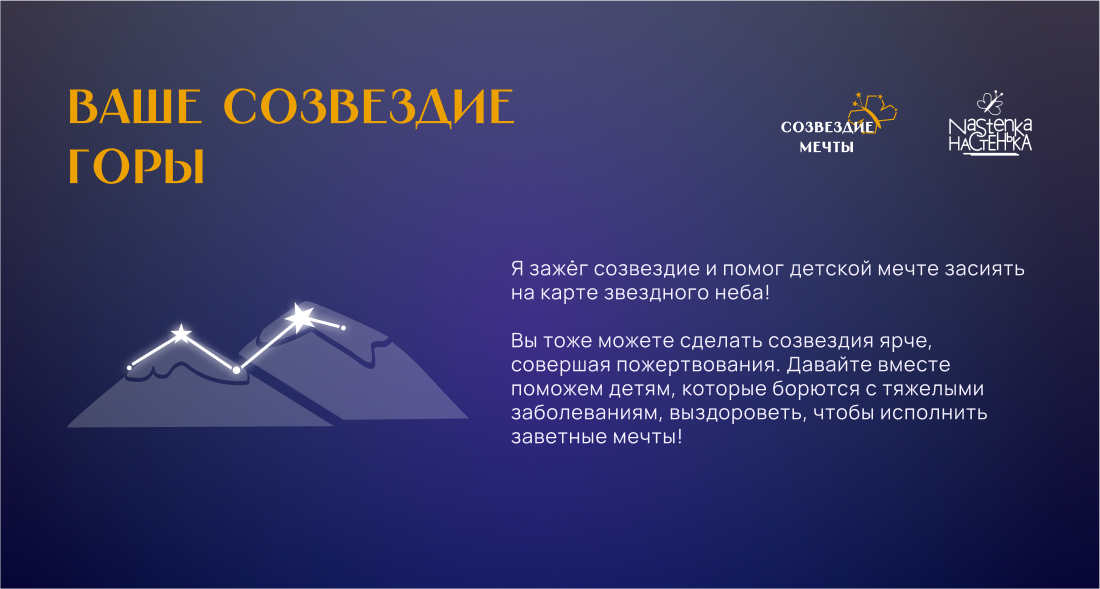 ВАШЕ СОЗВЕЗДИЕ
ГОРЫ
СОЗВЕЗДИЕ
МЕЧТЫ
Nastenka
НАСТЕНЬКА
Я зажёг созвездие и помог детской мечте засиять
на карте звездного неба!
Вы тоже можете сделать созвездия ярче,
совершая пожертвования. Давайте вместе
поможем детям, которые борются с тяжелыми
заболеваниям, выздороветь, чтобы исполнить
заветные мечты!